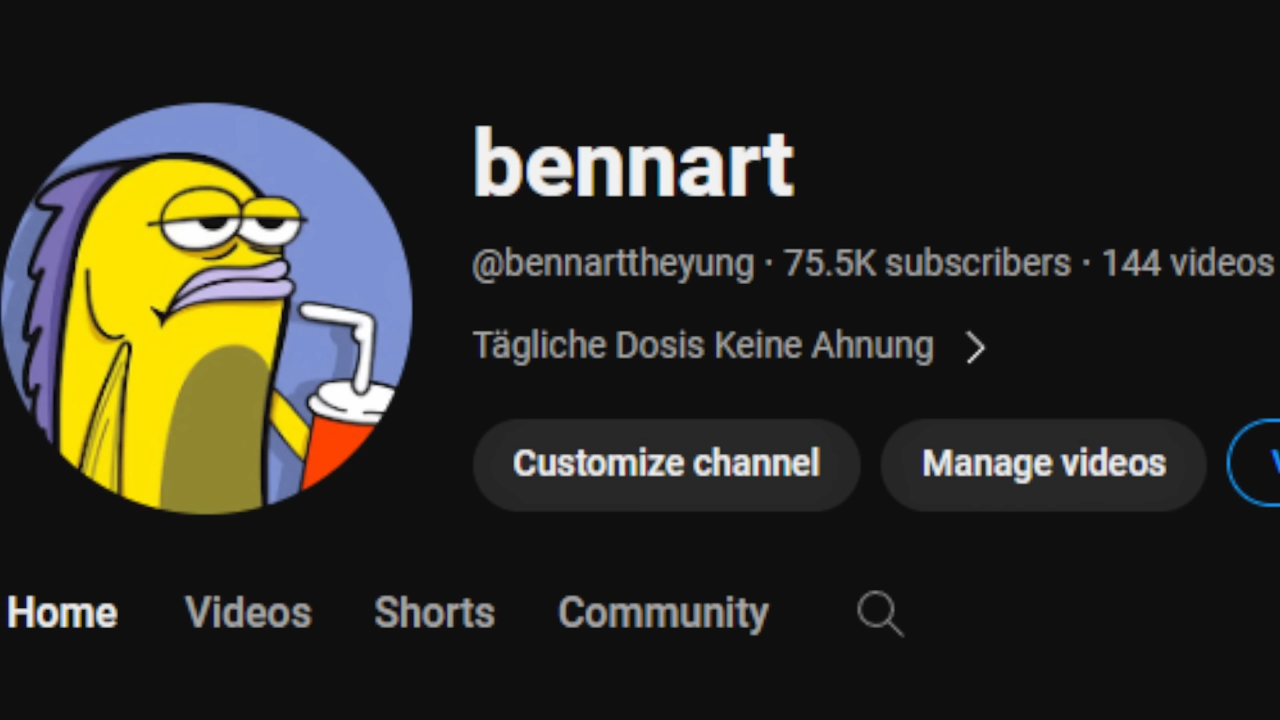 bennart
@bennarttheyung · 75.5K subscribers · 144 videos
Tägliche Dosis Keine Ahnung
Customize channel Manage videos
Home Videos Shorts Community